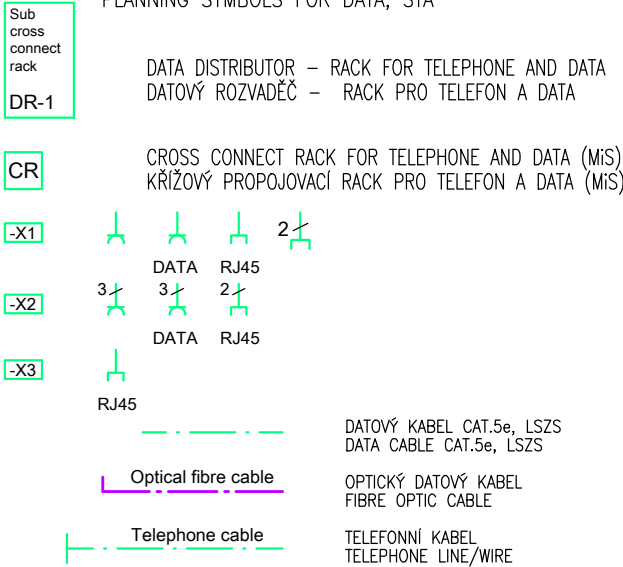 PLANNING SYMBOLS FOR DATA, STA
Sub
cross
connect
rack
DR-1
DATA DISTRIBUTOR – RACK FOR TELEPHONE AND DATA
DATOVÝ ROZVADĚČ – RACK PRO TELEFON A DATA
CR
CROSS CONNECT RACK FOR TELEPHONE AND DATA (MiS)
KŘÍŽOVÝ PROPOJOVACÍ RACK PRO TELEFON A DATA (MiS)
-X1
2
DATA RJ45
3 3 2
-X2
DATA RJ45
-X3
RJ45
DATOVÝ KABEL CAT.5e, LSZS
DATA CABLE CAT.5e, LSZS
Optical fibre cable
OPTICKÝ DATOVÝ KABEL
FIBRE OPTIC CABLE
Telephone cable
TELEFONNÍ KABEL
TELEPHONE LINE/WIRE